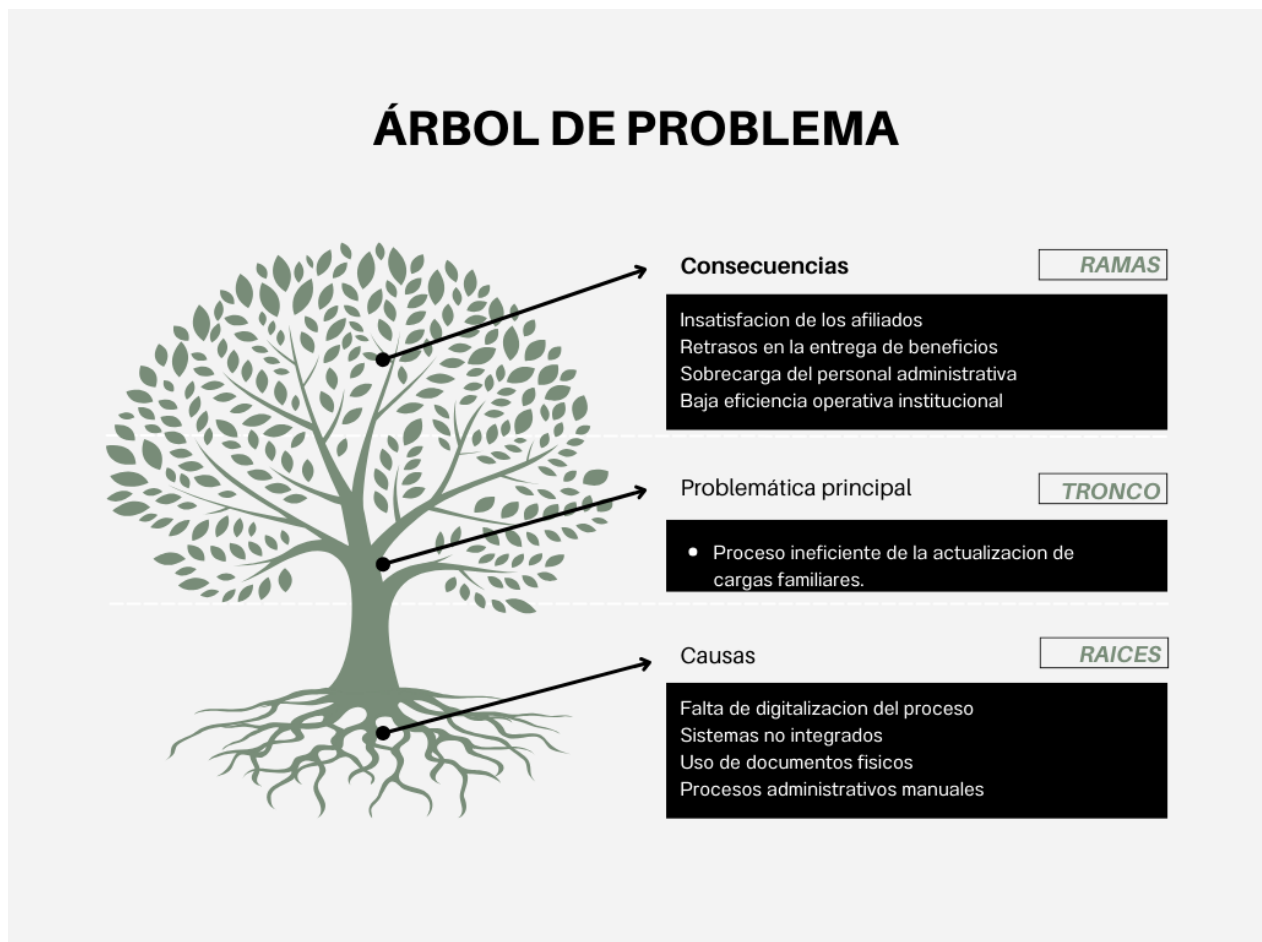 ÁRBOL DE PROBLEMA
Consecuencias
RAMAS
Insatisfacion de los afiliados
Retrasos en la entrega de beneficios
Sobrecarga del personal administrativa
Baja eficiencia operativa institucional
Problemática principal
TRONCO
• Proceso ineficiente de la actualizacion de
cargas familiares.
Causas
RAICES
Falta de digitalizacion del proceso
Sistemas no integrados
Uso de documentos fisicos
Procesos administrativos manuales